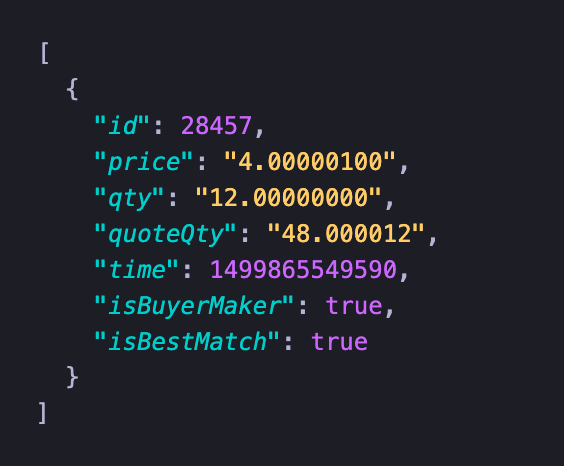 [
  {
    "id": 28457,
    "price": "4.00000100",
    "qty": "12.00000000",
    "quoteQty": "48.000012",
    "time": 1499865549590,
    "isBuyerMaker": true,
    "isBestMatch": true
  }
]